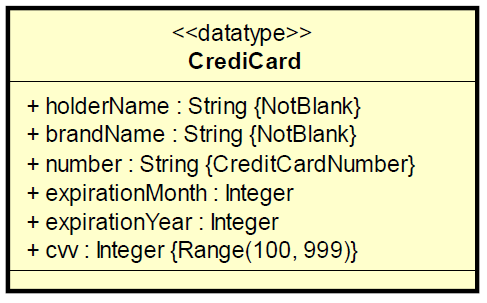 <<datatype>>
CrediCard
+ holderName : String {NotBlank}
+ brandName : String {NotBlank}
+ number : String {CreditCardNumber}
+ expirationMonth : Integer
+ expirationYear : Integer
+ cvv : Integer {Range(100, 999)}